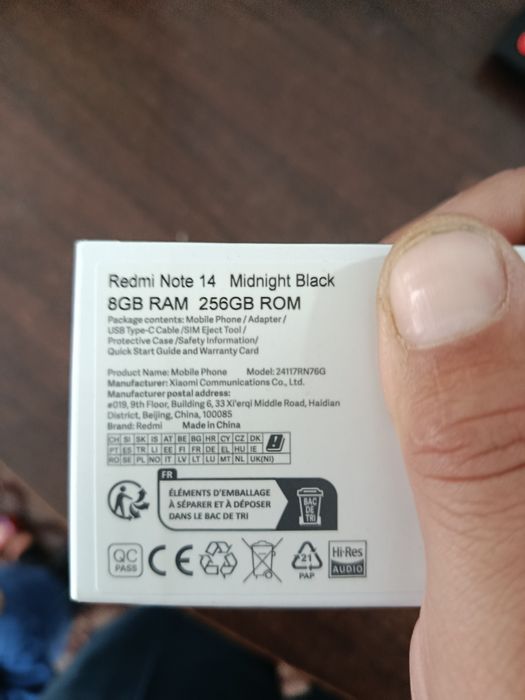 Redmi Note 14 Midnight Black
8GB RAM 256GB ROM
Package contents: Mobile Phone / Adapter /
USB Type-C Cable /SIM Eject Tool /
Protective Case /Safety Information/
Quick Start Guide and Warranty Card
Product Name: Mobile Phone Model: 24117RN76G
Manufacturer: Xiaomi Communications Co., Ltd.
Manufacturer postal address:
#019, 9th Floor, Building 6, 33 Xi'erqi Middle Road, Haidian
District, Beijing, China, 100085
Brand: Redmi Made in China
CH SI SK IS AT BE BG HR CY CZ DK
PT ES TR LI EE FI FR DE EL HU IE
RO SE PL NO IT LV LT LU MT NL UK(NI)
FR
ÉLÉMENTS D'EMBALLAGE
À SÉPARER ET À DÉPOSER
DANS LE BAC DE TRI
BAC
DE
TRI
QC
PASS
CE
21
PAP
Hi-Res
AUDIO